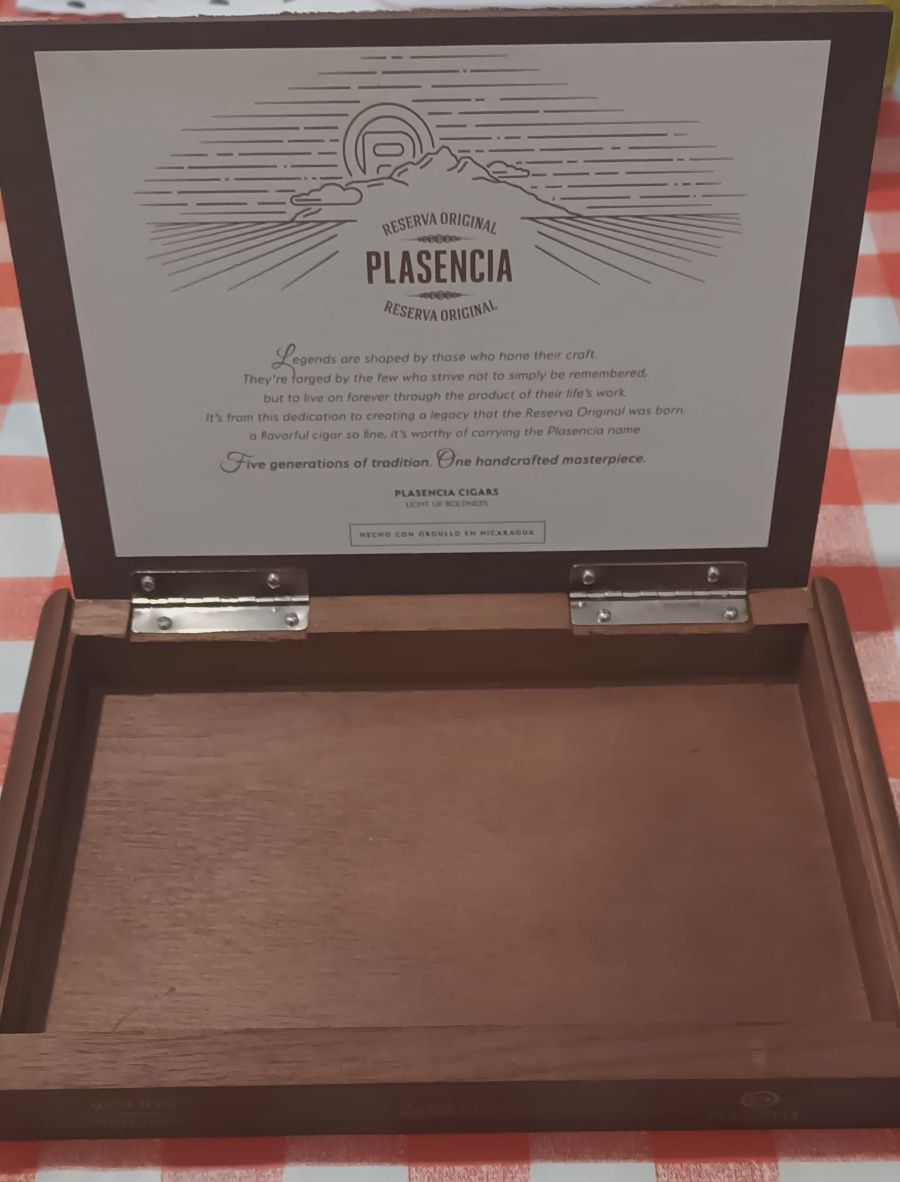 RESERVA ORIGINAL
PLASENCIA
RESERVA ORIGINAL
Legends are shaped by those who hone their craft.
They're forged by the few who strive not to simply be remembered,
but to live on forever through the product of their life's work.
It's from this dedication to creating a legacy that the Reserva Original was born.
a flavorful cigar so fine, it's worthy of carrying the Plasencia name.
Five generations of tradition. One handcrafted masterpiece.
PLASENCIA CIGARS
LIGHT UP BOLDNESS
HECHO CON ORGULLO EN NICARAGUA